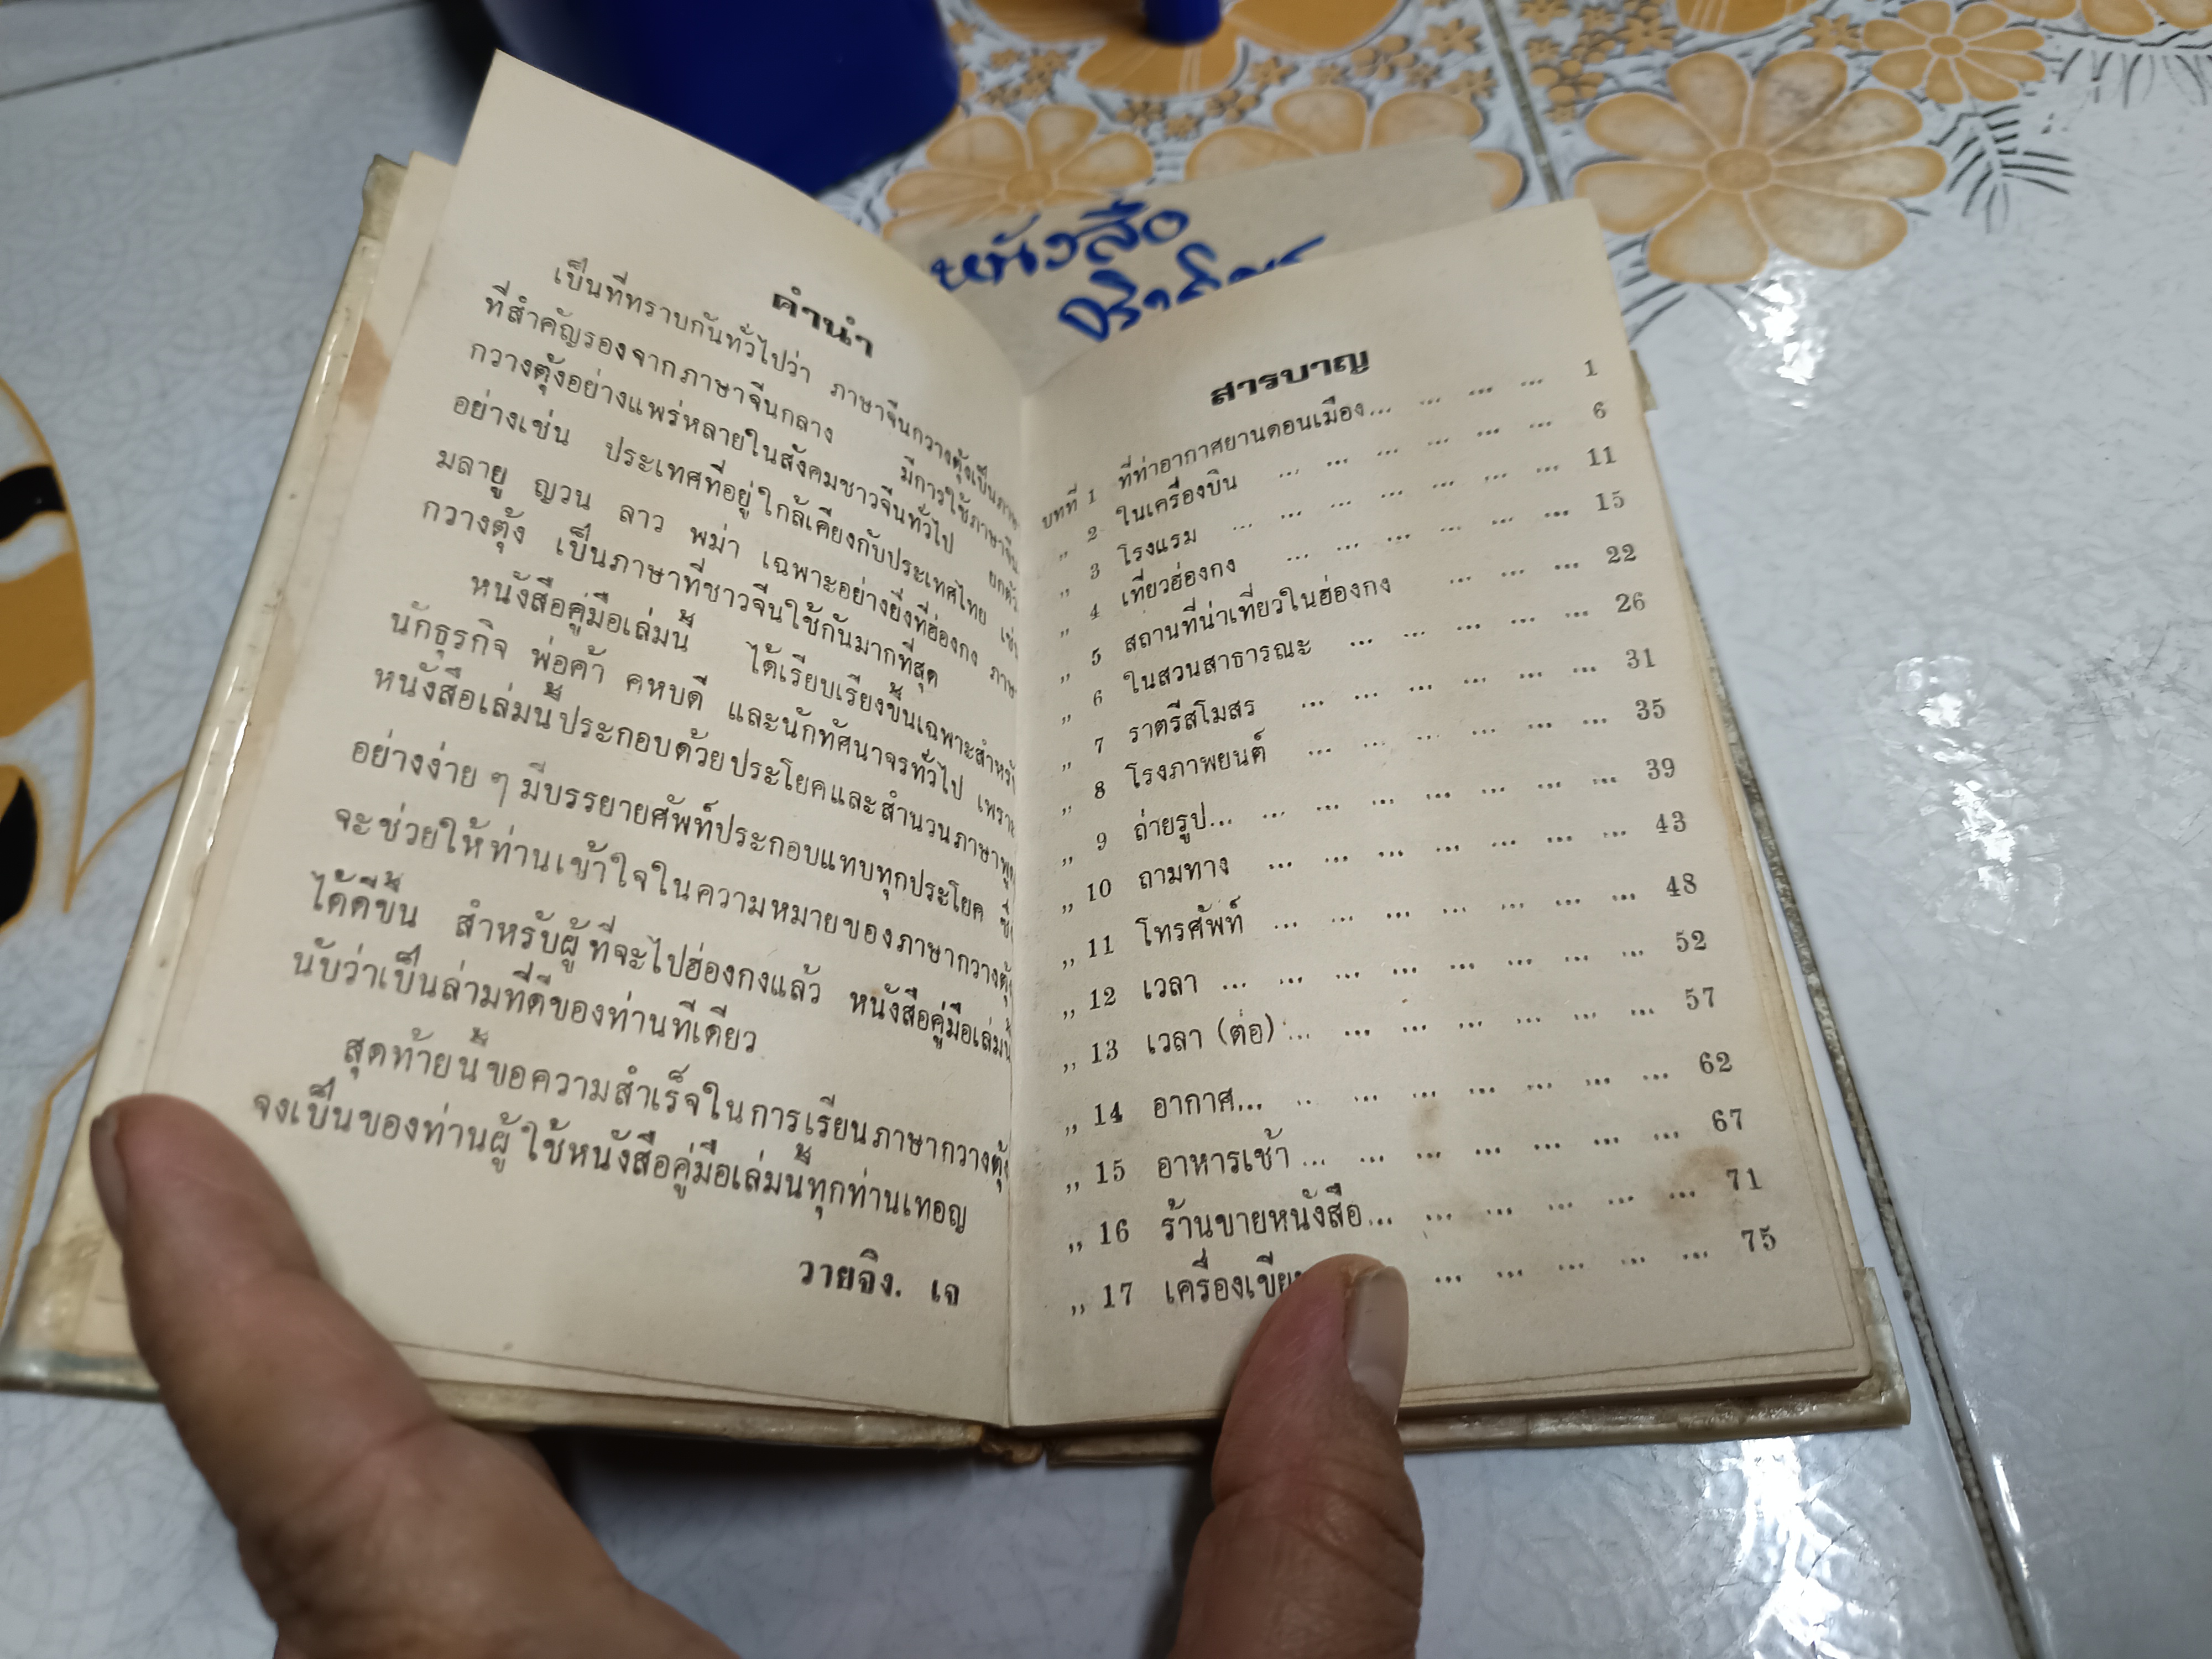 คำนำ
เป็นที่ทราบกันทั่วไปว่า ภาษาจีนกวางตุ้งเป็นภาษา
ที่สำคัญรองจากภาษาจีนกลาง มีการใช้ภาษาจีน
กวางตุ้งอย่างแพร่หลายในสังคมชาวจีนทั่วไป ยกตัว
อย่างเช่น ประเทศที่อยู่ใกล้เคียงกับประเทศไทย เช่น
มลายู ญวน ลาว พม่า เฉพาะอย่างยิ่งที่ฮ่องกง ภาษา
กวางตุ้ง เป็นภาษาที่ชาวจีนใช้กันมากที่สุด
หนังสือคู่มือเล่มนี้ ได้เรียบเรียงขึ้นเฉพาะสำหรับ
นักธุรกิจ พ่อค้า คหบดี และนักทัศนาจรทั่วไป เพราะ
หนังสือเล่มนี้ประกอบด้วยประโยคและสำนวนภาษาพูด
อย่างง่าย ๆ มีบรรยายศัพท์ประกอบแทบทุกประโยค ซึ่ง
จะช่วยให้ท่านเข้าใจในความหมายของภาษากวางตุ้ง
ได้ดีขึ้น สำหรับผู้ที่จะไปฮ่องกงแล้ว หนังสือคู่มือเล่มนี้
นับว่าเป็นล่ามที่ดีของท่านทีเดียว
สุดท้ายนี้ขอความสำเร็จในการเรียนภาษากวางตุ้ง
จงเป็นของท่านผู้ใช้หนังสือคู่มือเล่มนี้ทุกท่านเทอญ
วายจิง. เจ
หนังสือ
สารบาญ
บทที่ 1 ที่ท่าอากาศยานดอนเมือง... ... ... ... 1
,, 2 ในเครื่องบิน ... ... ... ... ... ... 6
,, 3 โรงแรม ... ... ... ... ... ... ... 11
,, 4 เที่ยวฮ่องกง ... ... ... ... ... ... 15
,, 5 สถานที่น่าเที่ยวในฮ่องกง ... ... ... 22
,, 6 ในสวนสาธารณะ ... ... ... ... ... 26
,, 7 ราตรีสโมสร ... ... ... ... ... ... 31
,, 8 โรงภาพยนต์ ... ... ... ... ... ... 35
,, 9 ถ่ายรูป... ... ... ... ... ... ... ... 39
,, 10 ถามทาง ... ... ... ... ... ... ... 43
,, 11 โทรศัพท์ ... ... ... ... ... ... ... 48
,, 12 เวลา ... ... ... ... ... ... ... ... 52
,, 13 เวลา (ต่อ) ... ... ... ... ... ... ... 57
,, 14 อากาศ... ... ... ... ... ... ... ... 62
,, 15 อาหารเช้า ... ... ... ... ... ... ... 67
,, 16 ร้านขายหนังสือ... ... ... ... ... ... 71
,, 17 ... ... ... ... ... 75